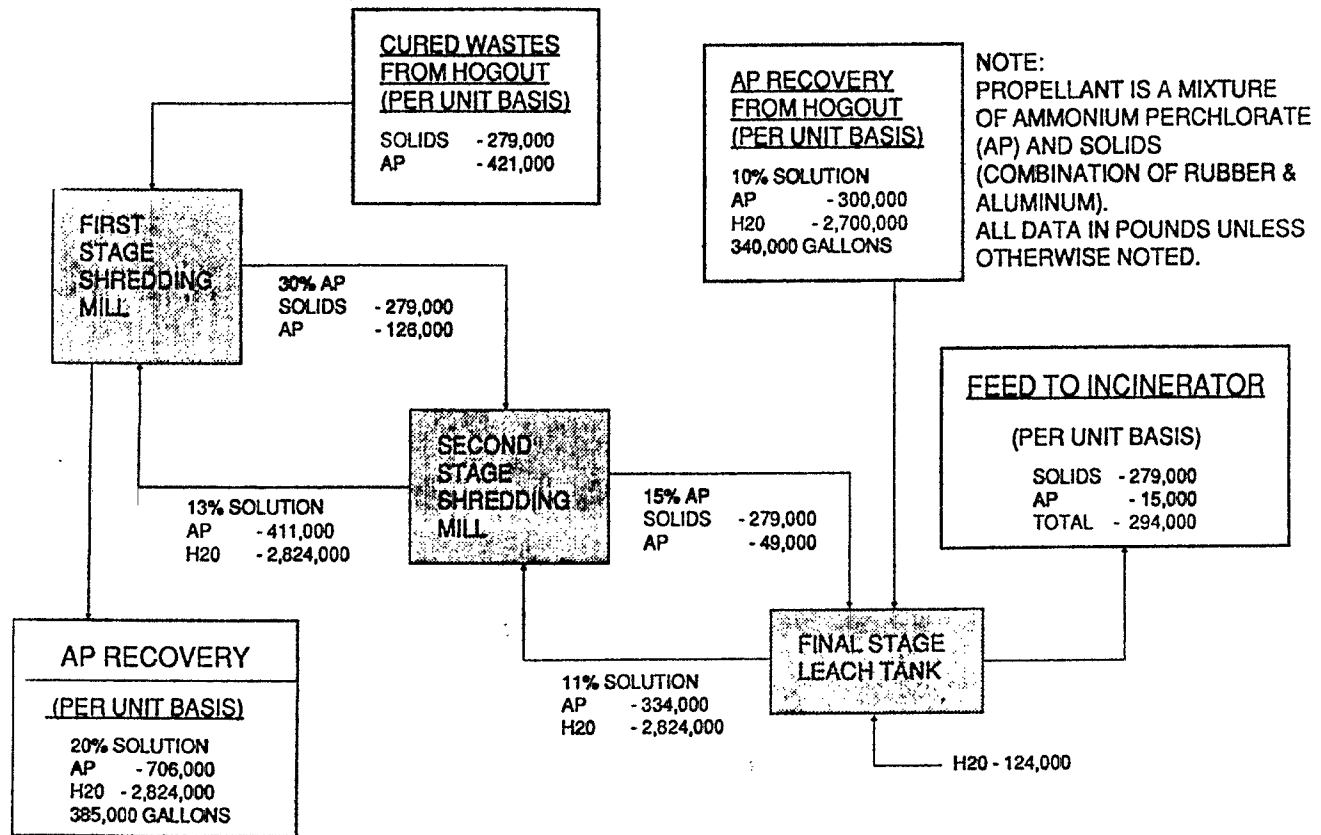 CURED WASTES
FROM HOGOUT
(PER UNIT BASIS)
SOLIDS - 279,000
AP - 421,000
AP RECOVERY
FROM HOGOUT
(PER UNIT BASIS)
10% SOLUTION
AP - 300,000
H20 - 2,700,000
340,000 GALLONS
NOTE:
PROPELLANT IS A MIXTURE
OF AMMONIUM PERCHLORATE
(AP) AND SOLIDS
(COMBINATION OF RUBBER &
ALUMINUM).
ALL DATA IN POUNDS UNLESS
OTHERWISE NOTED.
FIRST
STAGE
SHREDDING
MILL
30% AP
SOLIDS - 279,000
AP - 126,000
FEED TO INCINERATOR
(PER UNIT BASIS)
SOLIDS - 279,000
AP - 15,000
TOTAL - 294,000
SECOND
STAGE
SHREDDING
MILL
13% SOLUTION
AP - 411,000
H20 - 2,824,000
15% AP
SOLIDS - 279,000
AP - 49,000
AP RECOVERY
(PER UNIT BASIS)
20% SOLUTION
AP - 706,000
H20 - 2,824,000
385,000 GALLONS
FINAL STAGE
LEACH TANK
11% SOLUTION
AP - 334,000
H20 - 2,824,000
H20 - 124,000